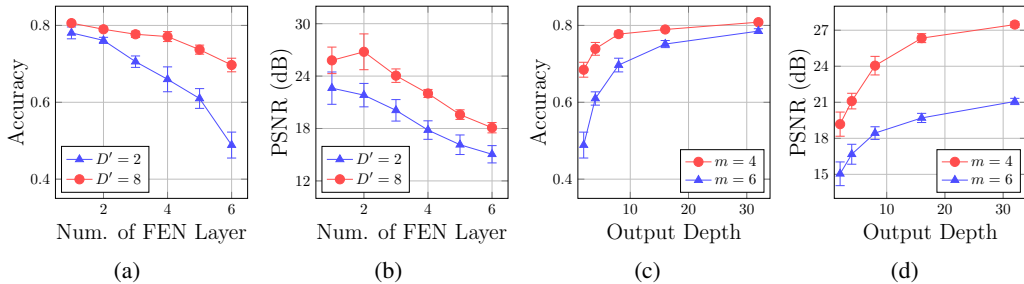 0.8
0.6
0.4
Accuracy
D′ = 2
D′ = 8
2
4
6
Num. of FEN Layer
(a)
30
24
18
12
PSNR (dB)
D′ = 2
D′ = 8
2
4
6
Num. of FEN Layer
(b)
0.8
0.6
0.4
Accuracy
m = 4
m = 6
10
20
30
Output Depth
(c)
27
24
21
18
15
PSNR (dB)
m = 4
m = 6
10
20
30
Output Depth
(d)